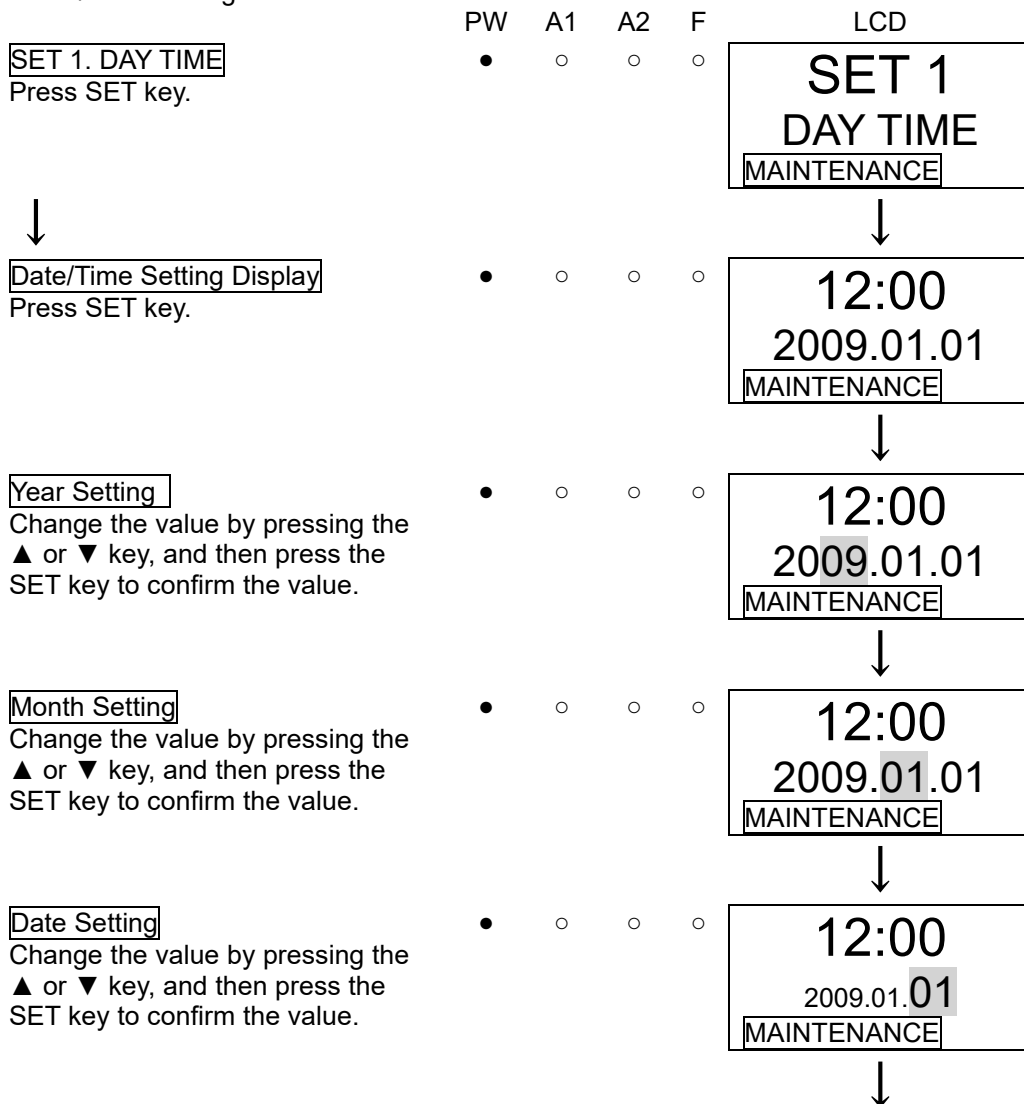 PW A1 A2 F LCD
SET 1. DAY TIME ● ○ ○ ○ SET 1
Press SET key. DAY TIME
MAINTENANCE
↓ ↓
Date/Time Setting Display ● ○ ○ ○ 12:00
Press SET key. 2009.01.01
MAINTENANCE
↓
Year Setting ● ○ ○ ○ 12:00
Change the value by pressing the
▲ or ▼ key, and then press the 2009.01.01
SET key to confirm the value. MAINTENANCE
↓
Month Setting ● ○ ○ ○ 12:00
Change the value by pressing the
▲ or ▼ key, and then press the 2009.01.01
SET key to confirm the value. MAINTENANCE
↓
Date Setting ● ○ ○ ○ 12:00
Change the value by pressing the
▲ or ▼ key, and then press the 2009.01.01
SET key to confirm the value. MAINTENANCE
↓